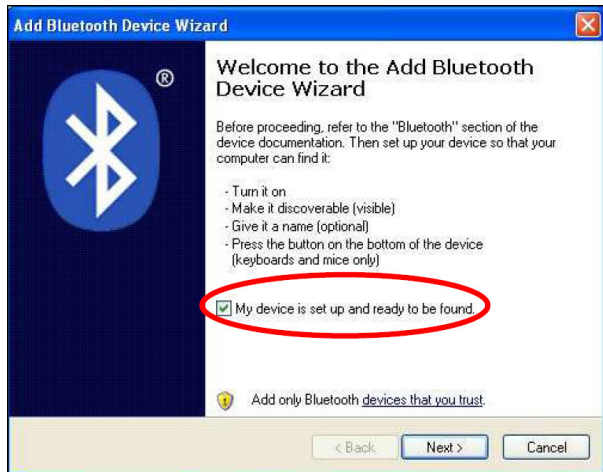 Add Bluetooth Device Wizard
®
Welcome to the Add Bluetooth
Device Wizard
Before proceeding, refer to the "Bluetooth" section of the
device documentation. Then set up your device so that your
computer can find it:
- Turn it on
- Make it discoverable (visible)
- Give it a name (optional)
- Press the button on the bottom of the device
(keyboards and mice only)
My device is set up and ready to be found.
Add only Bluetooth devices that you trust.
< Back
Next >
Cancel